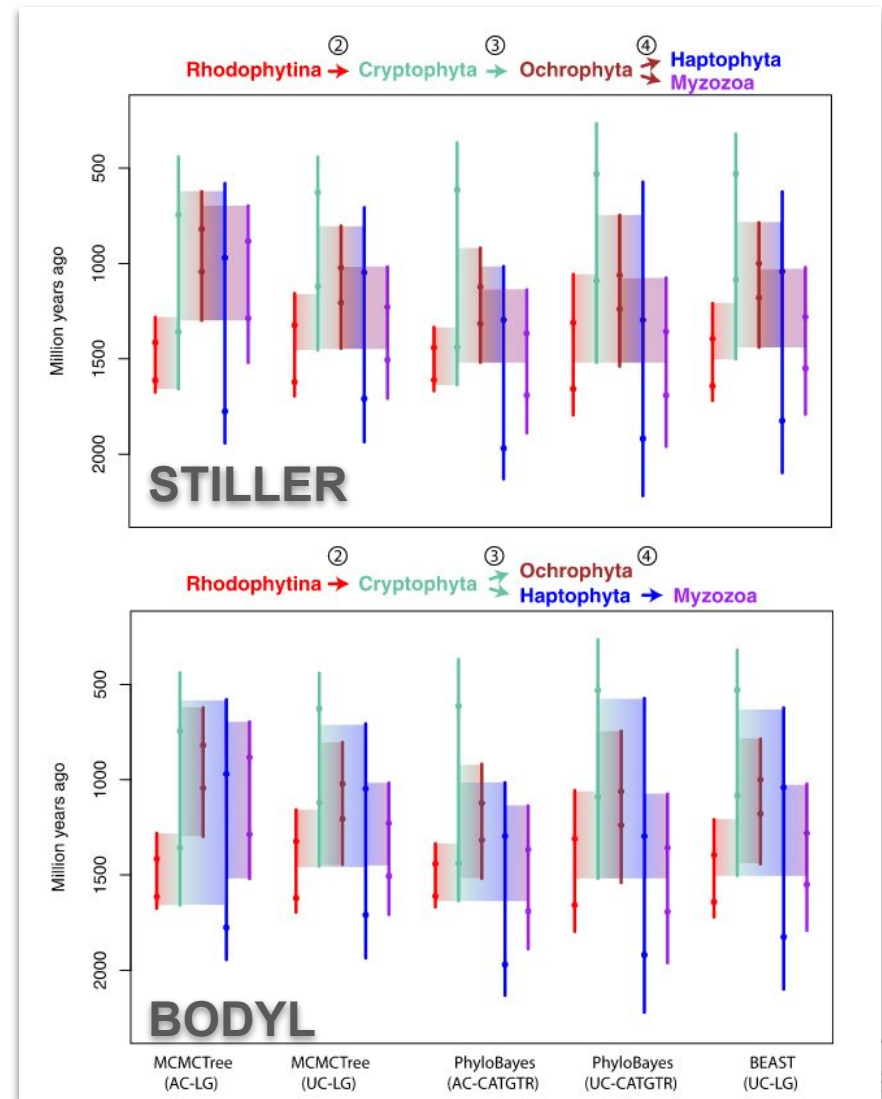 ② ③ ④
Rhodophytina → Cryptophyta → Ochrophyta
Haptophyta
Myzozoa
Million years ago
500
1000
1500
2000
STILLER
② ③ ④
Rhodophytina → Cryptophyta
Ochrophyta
Haptophyta → Myzozoa
Million years ago
500
1000
1500
2000
BODYL
MCMCTree MCMCTree PhyloBayes PhyloBayes BEAST
(AC-LG) (UC-LG) (AC-CATGTR) (UC-CATGTR) (UC-LG)